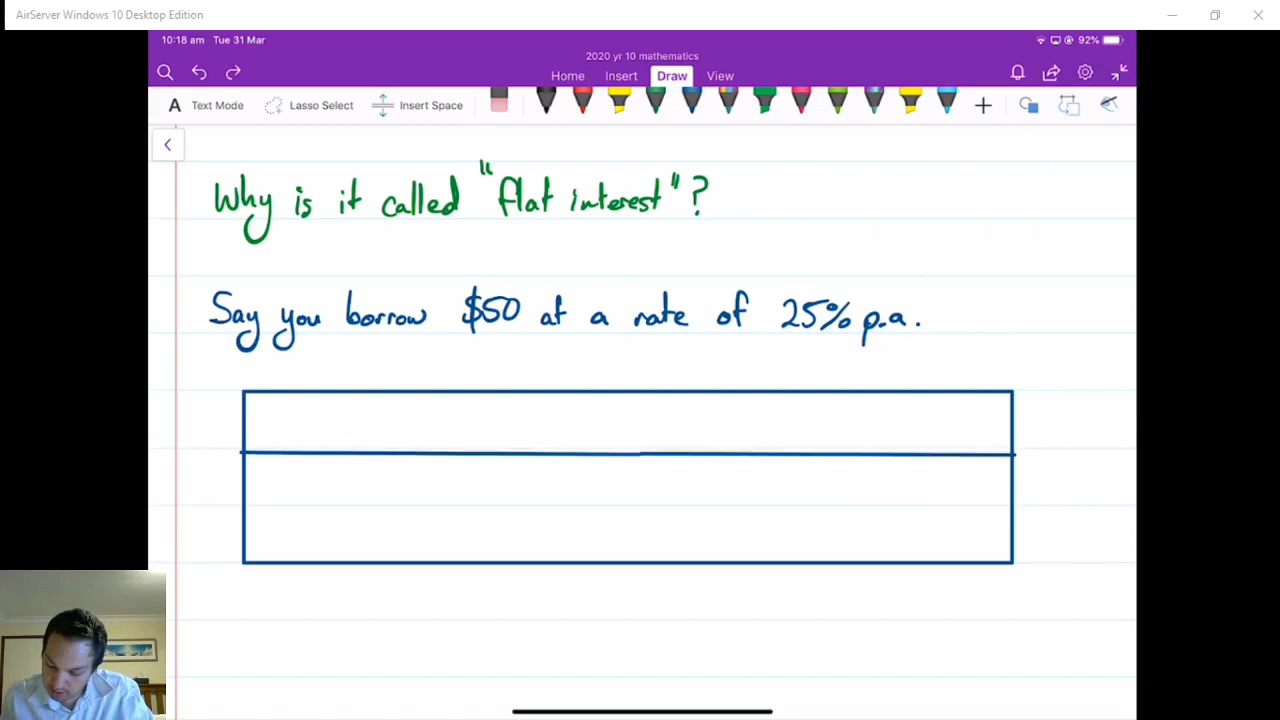 AirServer Windows 10 Desktop Edition
10:18 am Tue 31 Mar
92%
2020 yr 10 mathematics
Home Insert Draw View
A Text Mode Lasso Select Insert Space
Why is it called "flat interest"?
Say you borrow $50 at a rate of 25% p.a.